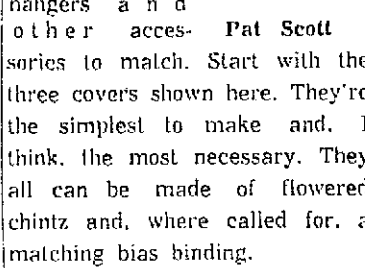 hangers and
other acces- Pat Scott
sories to match. Start with the
three covers shown here. They're
the simplest to make and, I
think, the most necessary. They
all can be made of flowered
chintz and, where called for, a
matching bias binding.